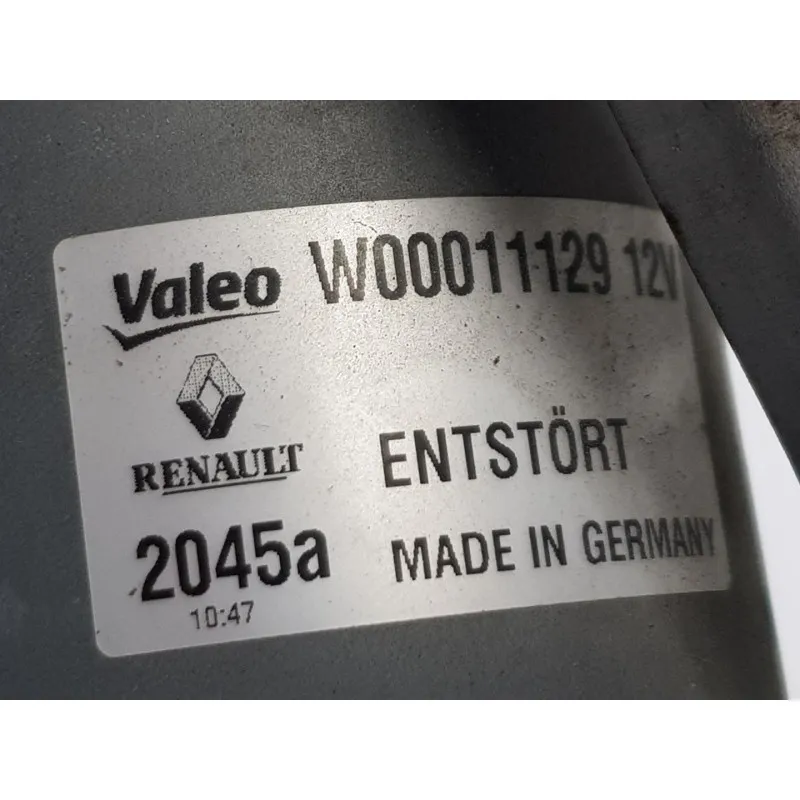 Valeo W00011129 12V
RENAULT ENTSTÖRT
2045a MADE IN GERMANY
10:47